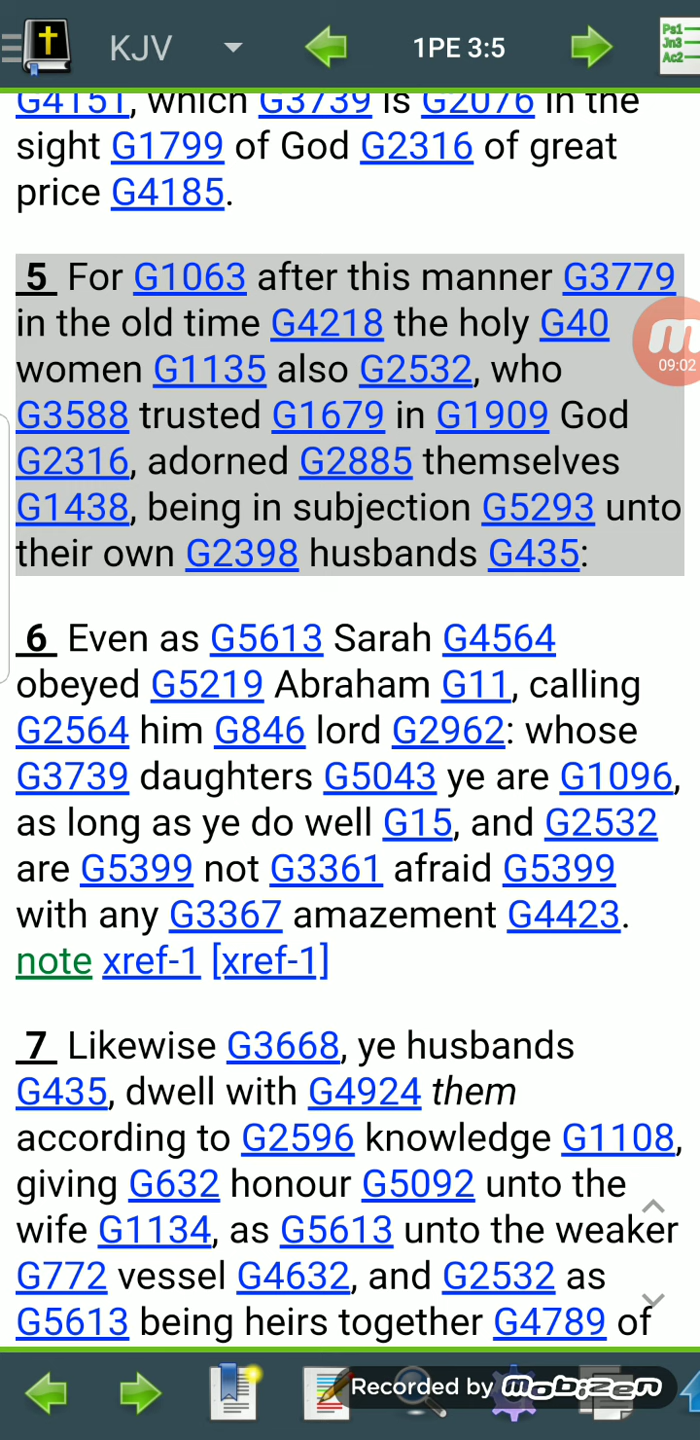 KJV 1PE 3:5 Ps1
Jn3
Ac2
G4151, which G3739 is G2076 in the
sight G1799 of God G2316 of great
price G4185.
5 For G1063 after this manner G3779
in the old time G4218 the holy G40
women G1135 also G2532, who
G3588 trusted G1679 in G1909 God
G2316, adorned G2885 themselves
G1438, being in subjection G5293 unto
their own G2398 husbands G435:
m
09:02
6 Even as G5613 Sarah G4564
obeyed G5219 Abraham G11, calling
G2564 him G846 lord G2962: whose
G3739 daughters G5043 ye are G1096,
as long as ye do well G15, and G2532
are G5399 not G3361 afraid G5399
with any G3367 amazement G4423.
note xref-1 [xref-1]
7 Likewise G3668, ye husbands
G435, dwell with G4924 them
according to G2596 knowledge G1108,
giving G632 honour G5092 unto the
wife G1134, as G5613 unto the weaker
G772 vessel G4632, and G2532 as
G5613 being heirs together G4789 of
Recorded by mobizen